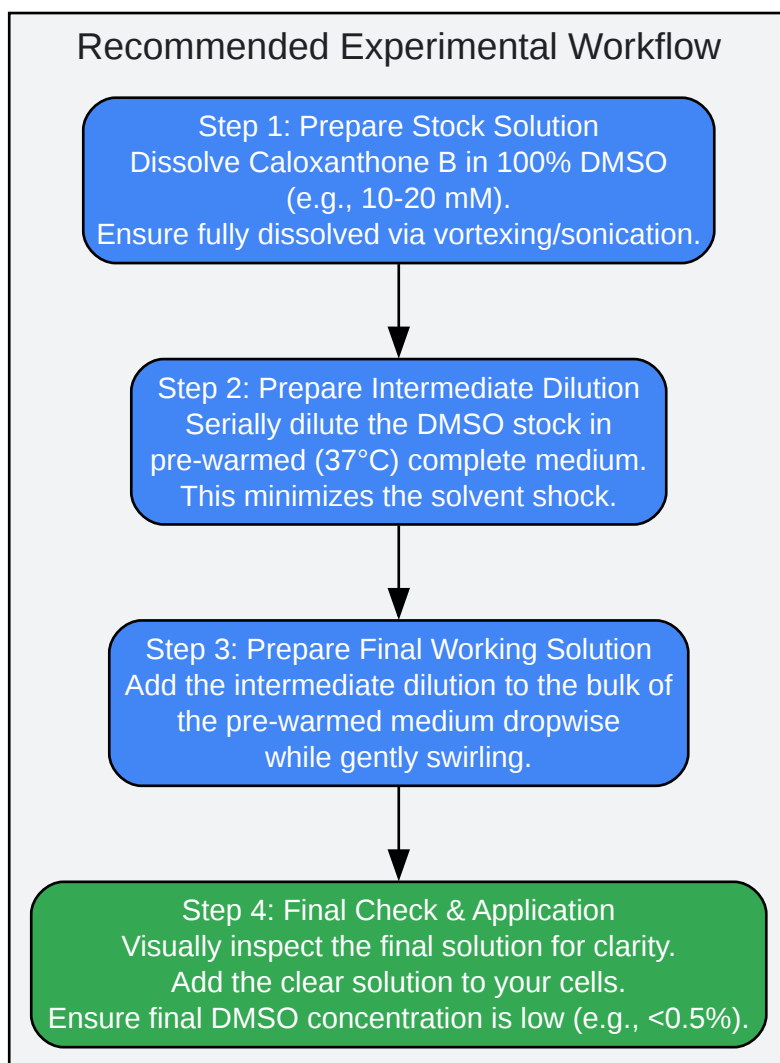 Recommended Experimental Workflow
Step 1: Prepare Stock Solution
Dissolve Caloxanthone B in 100% DMSO
(e.g., 10-20 mM).
Ensure fully dissolved via vortexing/sonication.
Step 2: Prepare Intermediate Dilution
Serially dilute the DMSO stock in
pre-warmed (37°C) complete medium.
This minimizes the solvent shock.
Step 3: Prepare Final Working Solution
Add the intermediate dilution to the bulk of
the pre-warmed medium dropwise
while gently swirling.
Step 4: Final Check & Application
Visually inspect the final solution for clarity.
Add the clear solution to your cells.
Ensure final DMSO concentration is low (e.g., <0.5%).